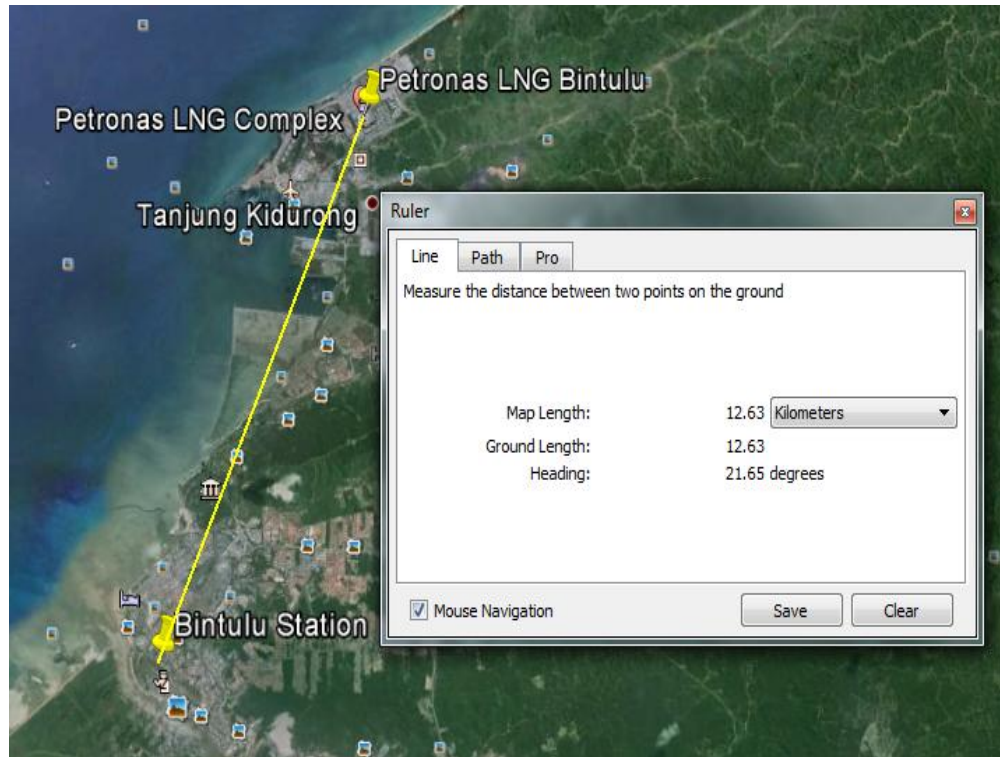 Petronas LNG Bintulu
Petronas LNG Complex
Tanjung Kidurong
Ruler
Line Path Pro
Measure the distance between two points on the ground
Map Length: 12.63 Kilometers
Ground Length: 12.63
Heading: 21.65 degrees
Mouse Navigation Save Clear
Bintulu Station